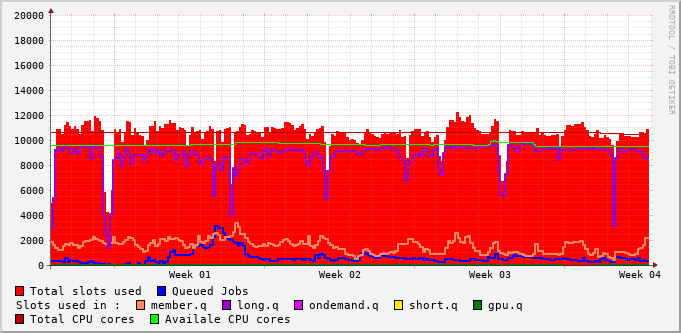 20000
18000
16000
14000
12000
10000
8000
6000
4000
2000
0
Week 01 Week 02 Week 03 Week 04
RRDTOOL / TOBI OETIKER
Total slots used Queued Jobs
Slots used in : member.q long.q ondemand.q short.q gpu.q
Total CPU cores Availale CPU cores